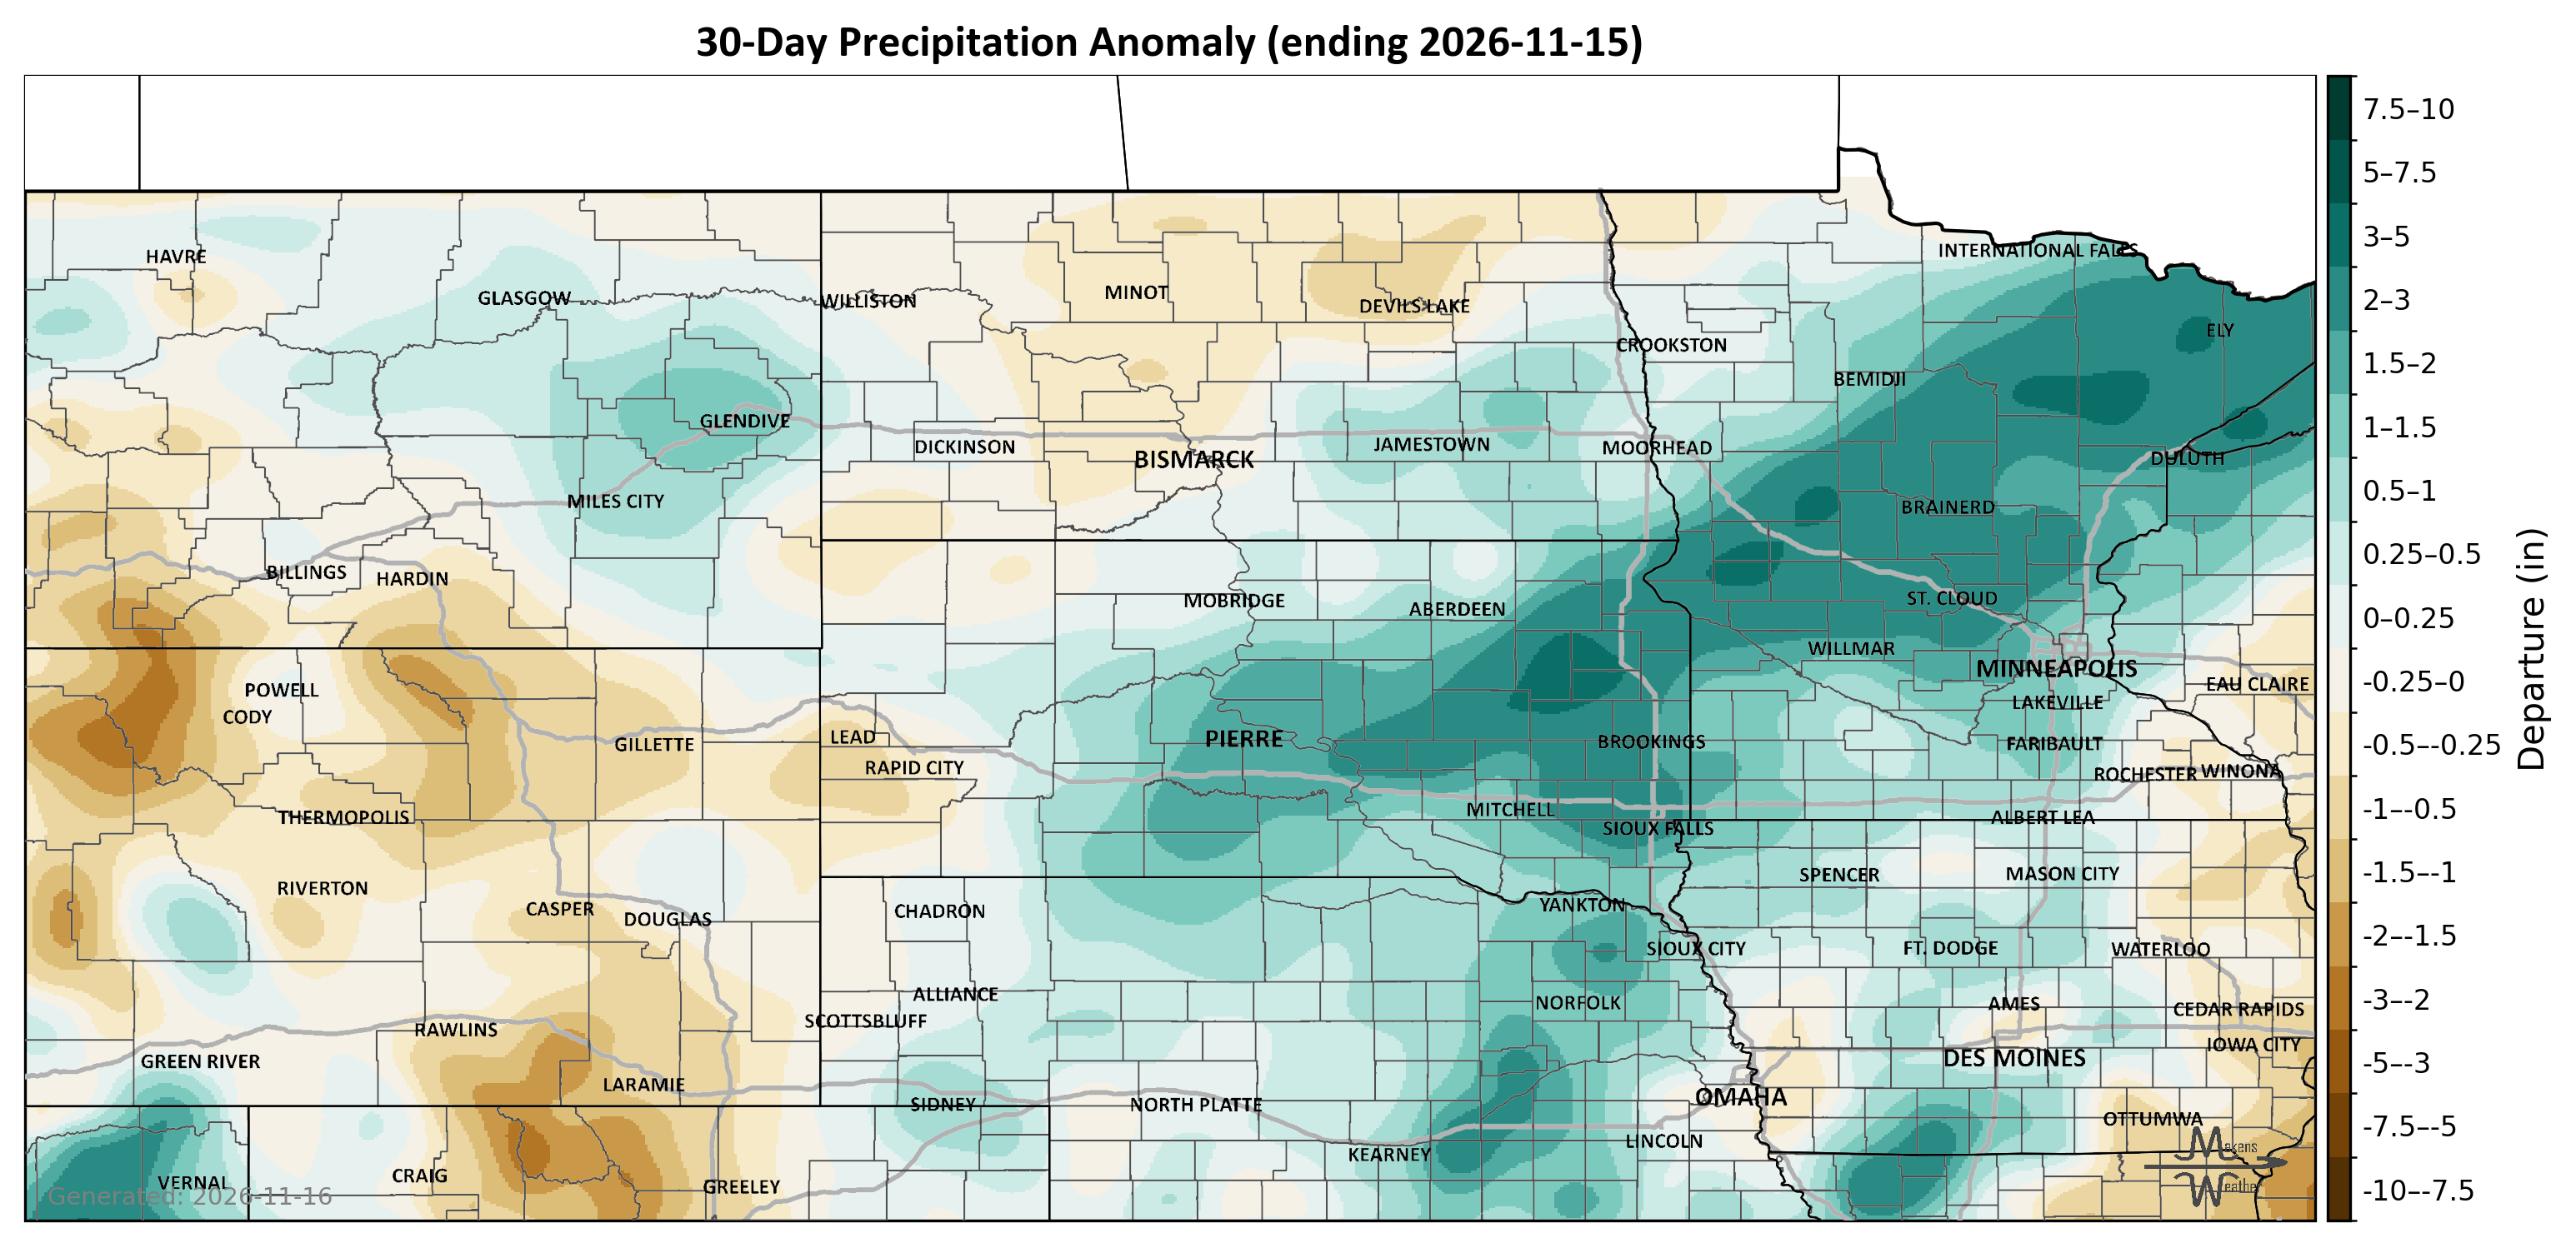 30-Day Precipitation Anomaly (ending 2026-11-15)
HAVRE
GLASGOW
WILLISTON
MINOT
DEVILS LAKE
CROOKSTON
INTERNATIONAL FALLS
ELY
BEMIDJI
GLENDIVE
DICKINSON
BISMARCK
JAMESTOWN
MOORHEAD
DULUTH
MILES CITY
BRAINERD
BILLINGS
HARDIN
MOBRIDGE
ABERDEEN
ST. CLOUD
WILLMAR
MINNEAPOLIS
EAU CLAIRE
POWELL
CODY
LAKEVILLE
GILLETTE
LEAD
PIERRE
BROOKINGS
FARIBAULT
RAPID CITY
ROCHESTER
WINONA
THERMOPOLIS
MITCHELL
SIOUX FALLS
ALBERT LEA
RIVERTON
SPENCER
MASON CITY
CASPER
DOUGLAS
CHADRON
YANKTON
SIOUX CITY
FT. DODGE
WATERLOO
ALLIANCE
NORFOLK
AMES
CEDAR RAPIDS
SCOTTSBLUFF
RAWLINS
IOWA CITY
GREEN RIVER
DES MOINES
LARAMIE
SIDNEY
NORTH PLATTE
OMAHA
OTTUMWA
LINCOLN
KEARNEY
VERNAL
CRAIG
GREELEY
Generated: 2026-11-16
Makens
Weather
7.5–10
5–7.5
3–5
2–3
1.5–2
1–1.5
0.5–1
0.25–0.5
0–0.25
-0.25–0
-0.5–-0.25
-1–-0.5
-1.5–-1
-2–-1.5
-3–-2
-5–-3
-7.5–-5
-10–-7.5
Departure (in)